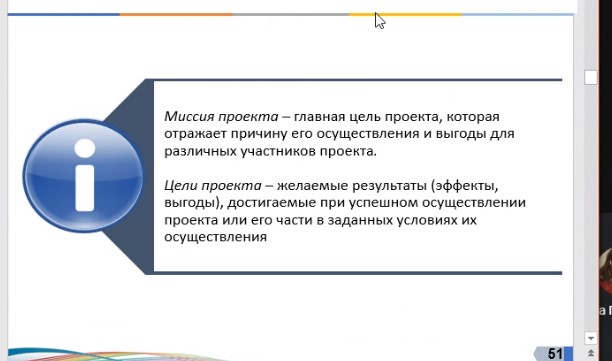 Миссия проекта – главная цель проекта, которая
отражает причину его осуществления и выгоды для
различных участников проекта.
Цели проекта – желаемые результаты (эффекты,
выгоды), достигаемые при успешном осуществлении
проекта или его части в заданных условиях их
осуществления
51